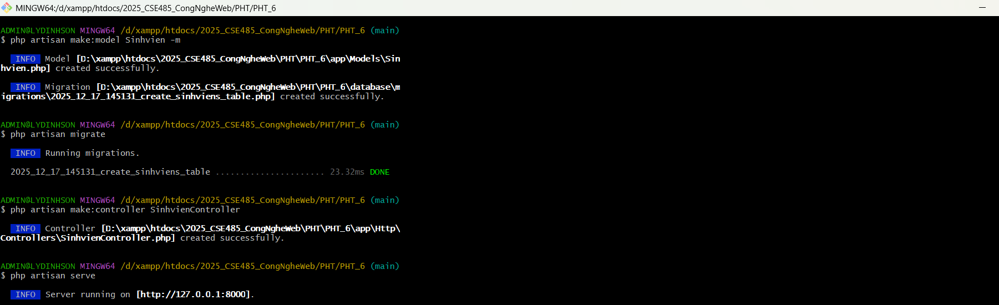 MINGW64:/d/xampp/htdocs/2025_CSE485_CongNgheWeb/PHT/PHT_6
ADMIN@LYDINHSON MINGW64 /d/xampp/htdocs/2025_CSE485_CongNgheWeb/PHT/PHT_6 (main)
$ php artisan make:model Sinhvien -m
INFO Model [D:\xampp\htdocs\2025_CSE485_CongNgheWeb\PHT\PHT_6\app\Models\Sin
hvien.php] created successfully.
INFO Migration [D:\xampp\htdocs\2025_CSE485_CongNgheWeb\PHT\PHT_6\database\m
igrations\2025_12_17_145131_create_sinhviens_table.php] created successfully.
ADMIN@LYDINHSON MINGW64 /d/xampp/htdocs/2025_CSE485_CongNgheWeb/PHT/PHT_6 (main)
$ php artisan migrate
INFO Running migrations.
2025_12_17_145131_create_sinhviens_table ...................... 23.32ms DONE
ADMIN@LYDINHSON MINGW64 /d/xampp/htdocs/2025_CSE485_CongNgheWeb/PHT/PHT_6 (main)
$ php artisan make:controller SinhvienController
INFO Controller [D:\xampp\htdocs\2025_CSE485_CongNgheWeb\PHT\PHT_6\app\Http\
Controllers\SinhvienController.php] created successfully.
ADMIN@LYDINHSON MINGW64 /d/xampp/htdocs/2025_CSE485_CongNgheWeb/PHT/PHT_6 (main)
$ php artisan serve
INFO Server running on [http://127.0.0.1:8000].